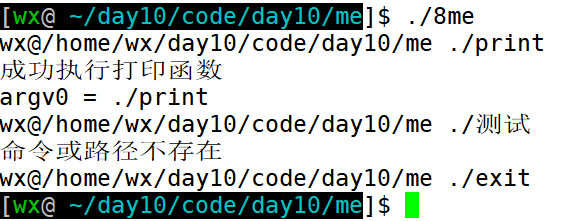 [wx@ ~/day10/code/day10/me]$ ./8me
wx@/home/wx/day10/code/day10/me ./print
成功执行打印函数
argv0 = ./print
wx@/home/wx/day10/code/day10/me ./测试
命令或路径不存在
wx@/home/wx/day10/code/day10/me ./exit
[wx@ ~/day10/code/day10/me]$